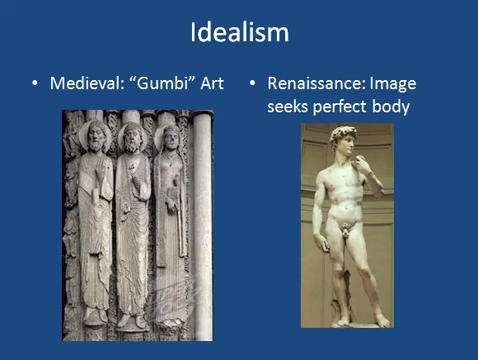 Idealism
• Medieval: “Gumbi” Art
• Renaissance: Image
seeks perfect body